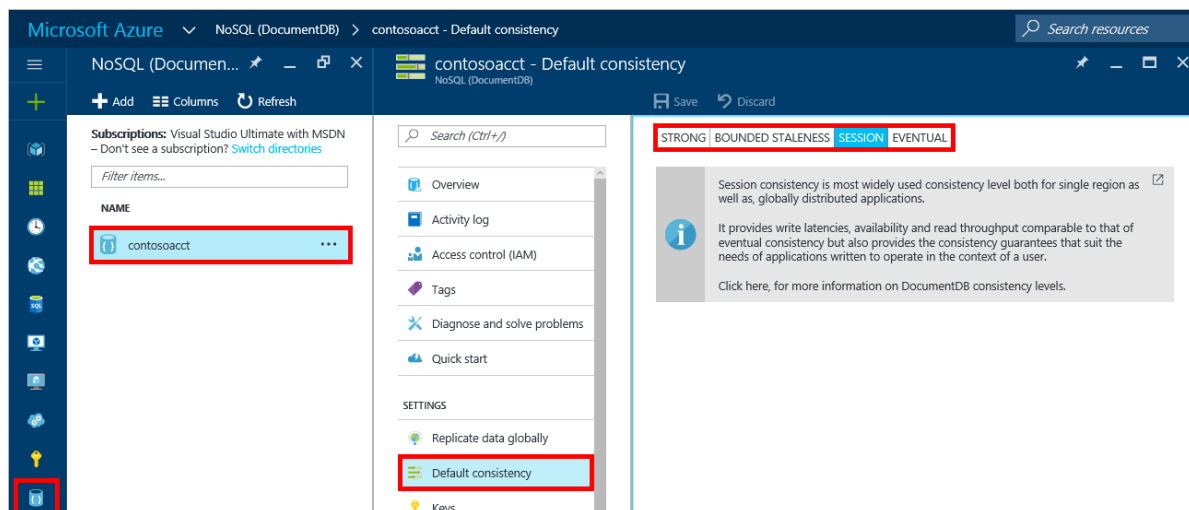 Microsoft Azure NoSQL (DocumentDB) > contosoacct - Default consistency
Search resources
NoSQL (Documen...
Add Columns Refresh
Subscriptions: Visual Studio Ultimate with MSDN
– Don't see a subscription? Switch directories
Filter items...
NAME
contosoacct ...
contosoacct - Default consistency
NoSQL (DocumentDB)
Save Discard
Search (Ctrl+/)
Overview
Activity log
Access control (IAM)
Tags
Diagnose and solve problems
Quick start
SETTINGS
Replicate data globally
Default consistency
Keys
STRONG BOUNDED STALENESS SESSION EVENTUAL
Session consistency is most widely used consistency level both for single region as
well as, globally distributed applications.
It provides write latencies, availability and read throughput comparable to that of
eventual consistency but also provides the consistency guarantees that suit the
needs of applications written to operate in the context of a user.
Click here, for more information on DocumentDB consistency levels.
SQL